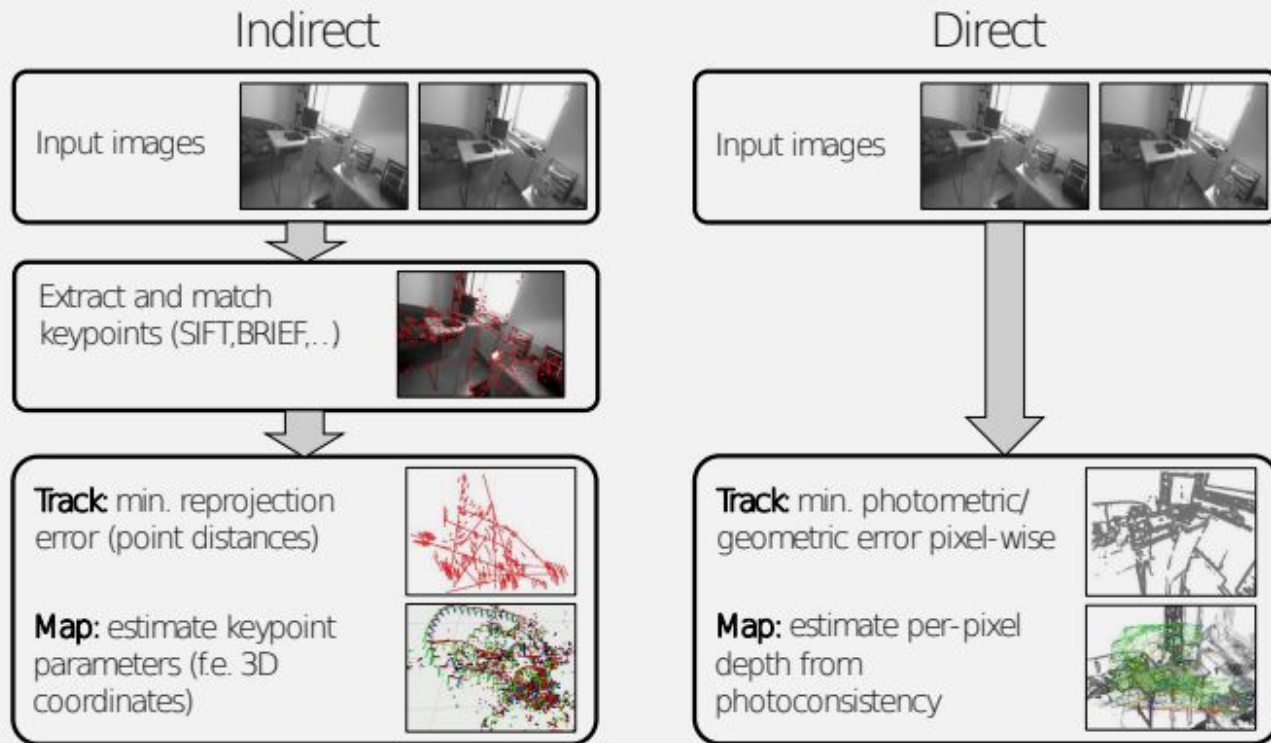 Indirect
Input images
Extract and match
keypoints (SIFT,BRIEF,..)
Track: min. reprojection
error (point distances)
Map: estimate keypoint
parameters (f.e. 3D
coordinates)
Direct
Input images
Track: min. photometric/
geometric error pixel-wise
Map: estimate per-pixel
depth from
photoconsistency